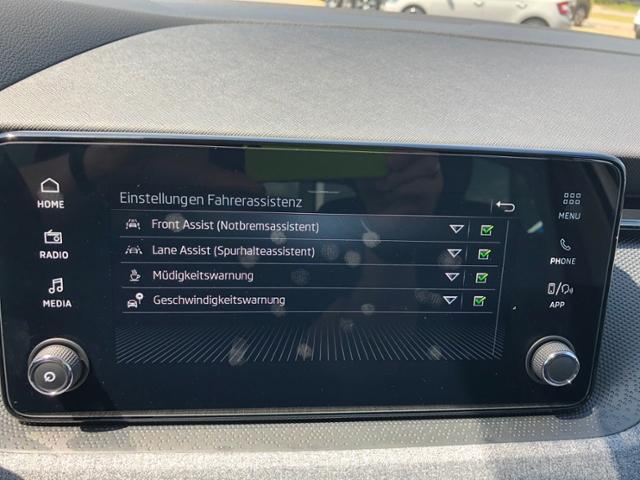 Einstellungen Fahrerassistenz
HOME
MENU
Front Assist (Notbremsassistent)
RADIO
Lane Assist (Spurhalteassistent)
PHONE
Müdigkeitswarnung
MEDIA
Geschwindigkeitswarnung
APP